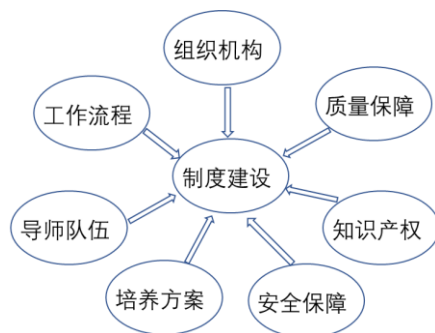 组织机构
工作流程
质量保障
制度建设
导师队伍
知识产权
培养方案
安全保障